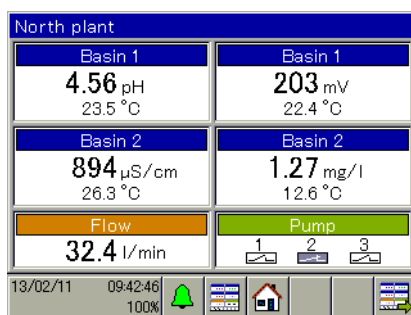 North plant
Basin 1
4.56 pH
23.5 °C
Basin 1
203 mV
22.4 °C
Basin 2
894 µS/cm
26.3 °C
Basin 2
1.27 mg/l
12.6 °C
Flow
32.4 l/min
Pump
1 2 3
13/02/11 09:42:46
100%